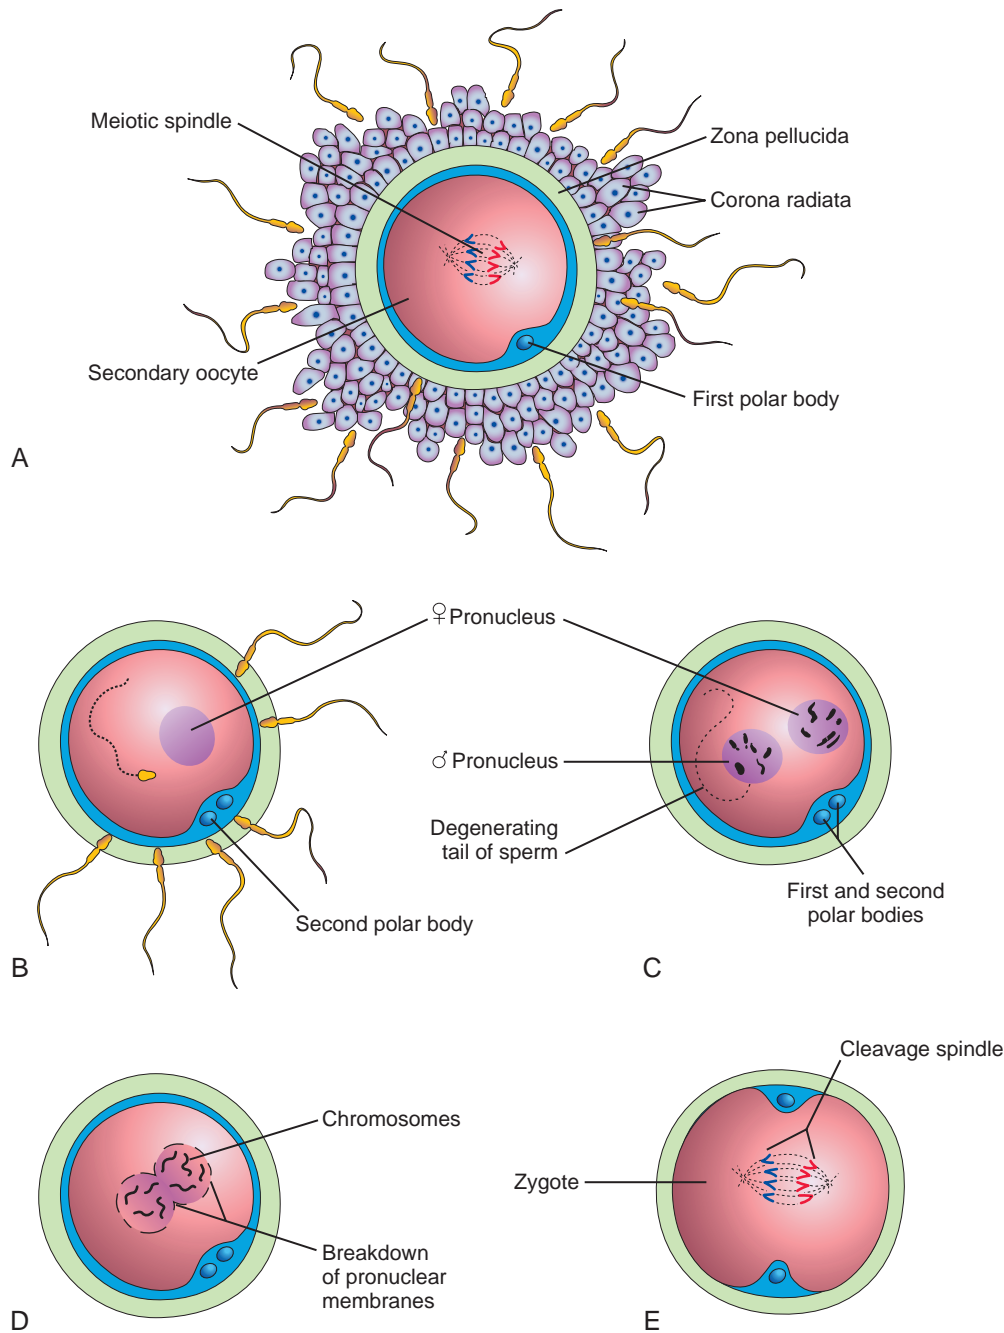 Meiotic spindle
Zona pellucida
Corona radiata
Secondary oocyte
First polar body
A
♀ Pronucleus
♂ Pronucleus
Degenerating
tail of sperm
First and second
polar bodies
Second polar body
B
C
Cleavage spindle
Chromosomes
Zygote
Breakdown
of pronuclear
membranes
D
E